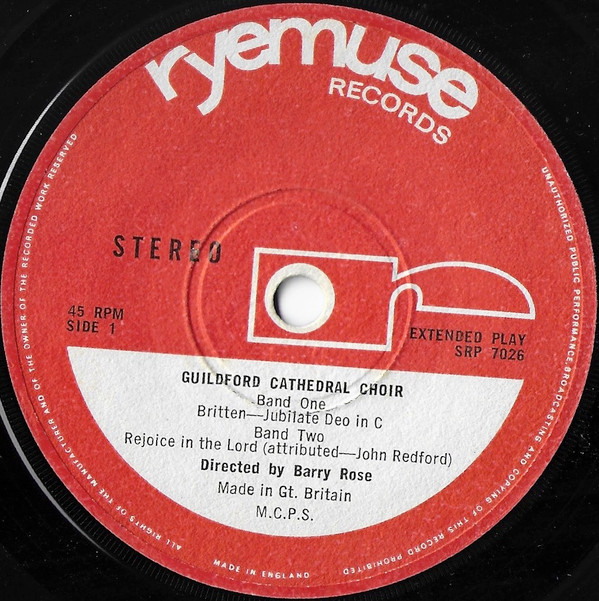 ryemuse
RECORDS
STEREO
45 RPM
SIDE 1
EXTENDED PLAY
SRP 7026
GUILDFORD CATHEDRAL CHOIR
Band One
Britten—Jubilate Deo in C
Band Two
Rejoice in the Lord (attributed—John Redford)
Directed by Barry Rose
Made in Gt. Britain
M.C.P.S.
ALL RIGHTS OF THE MANUFACTURER AND OF THE OWNER OF THE RECORDED WORK RESERVED
UNAUTHORIZED PUBLIC PERFORMANCE, BROADCASTING AND COPYING OF THIS RECORD PROHIBITED
MADE IN ENGLAND